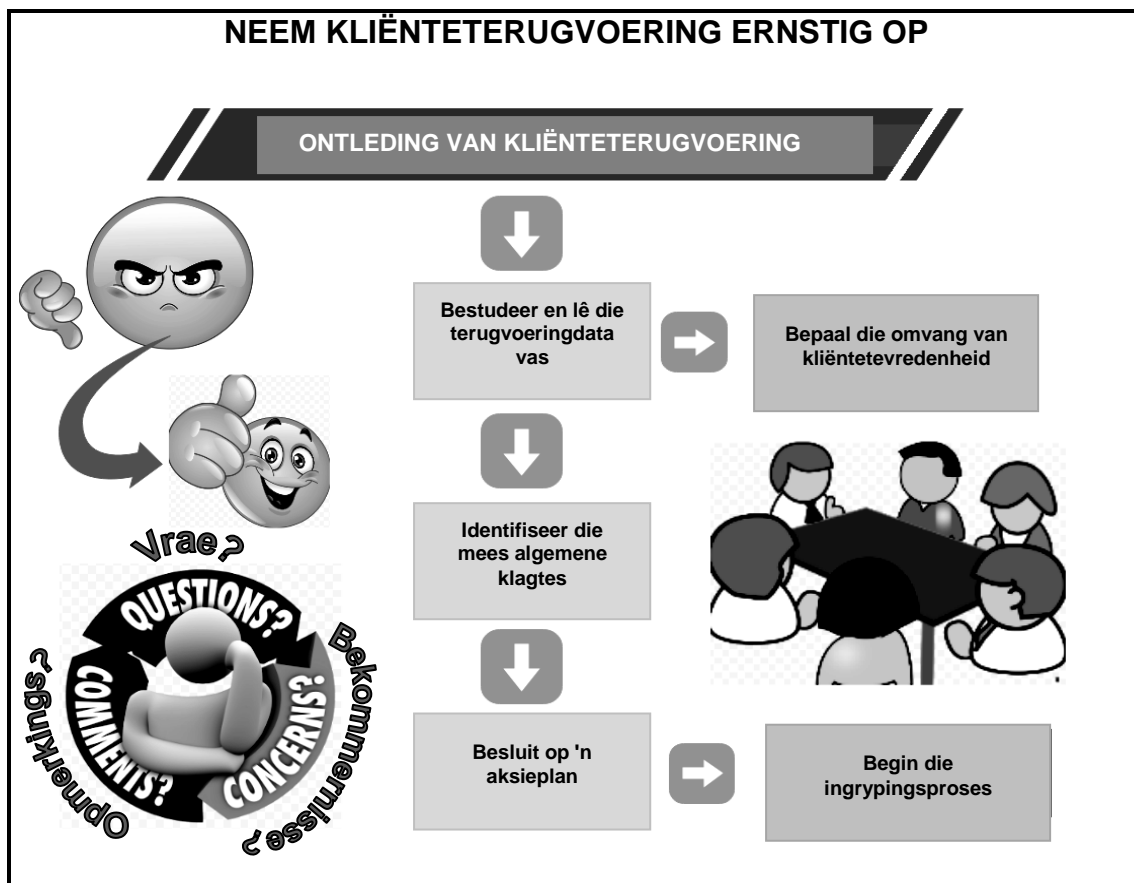 NEEM KLIËNTETERUGVOERING ERNSTIG OP
ONTLEDING VAN KLIËNTETERUGVOERING
Bestudeer en lê die
terugvoeringdata
vas
Bepaal die omvang van
kliëntetevredenheid
Identifiseer die
mees algemene
klagtes
Vrae?
QUESTIONS?
Bekommernisse?
CONCERNS?
Opmerkings?
COMMENTS?
Besluit op 'n
aksieplan
Begin die
ingrypingsproses